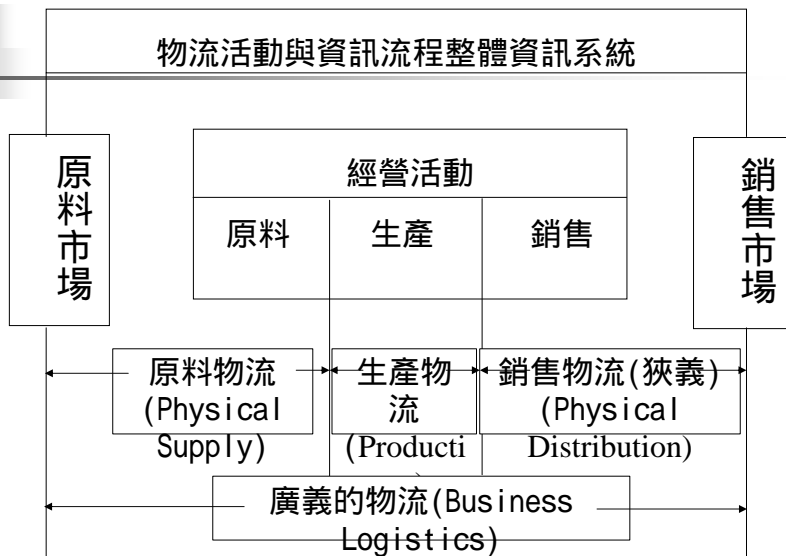 物流活動與資訊流程整體資訊系統
原料市場
經營活動
原料
生產
銷售
銷售市場
原料物流
(Physical
Supply)
生產物
流
(Producti
銷售物流(狹義)
(Physical
Distribution)
廣義的物流(Business
Logistics)